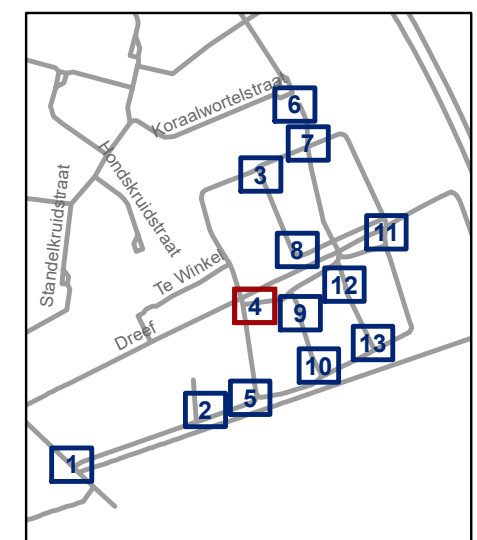 Koraalwortelstraat
6
7
Hondskruidstraat
3
Standelkruidstraat
11
8
Te Winkel
12
4
9
Dreef
13
10
5
2
1